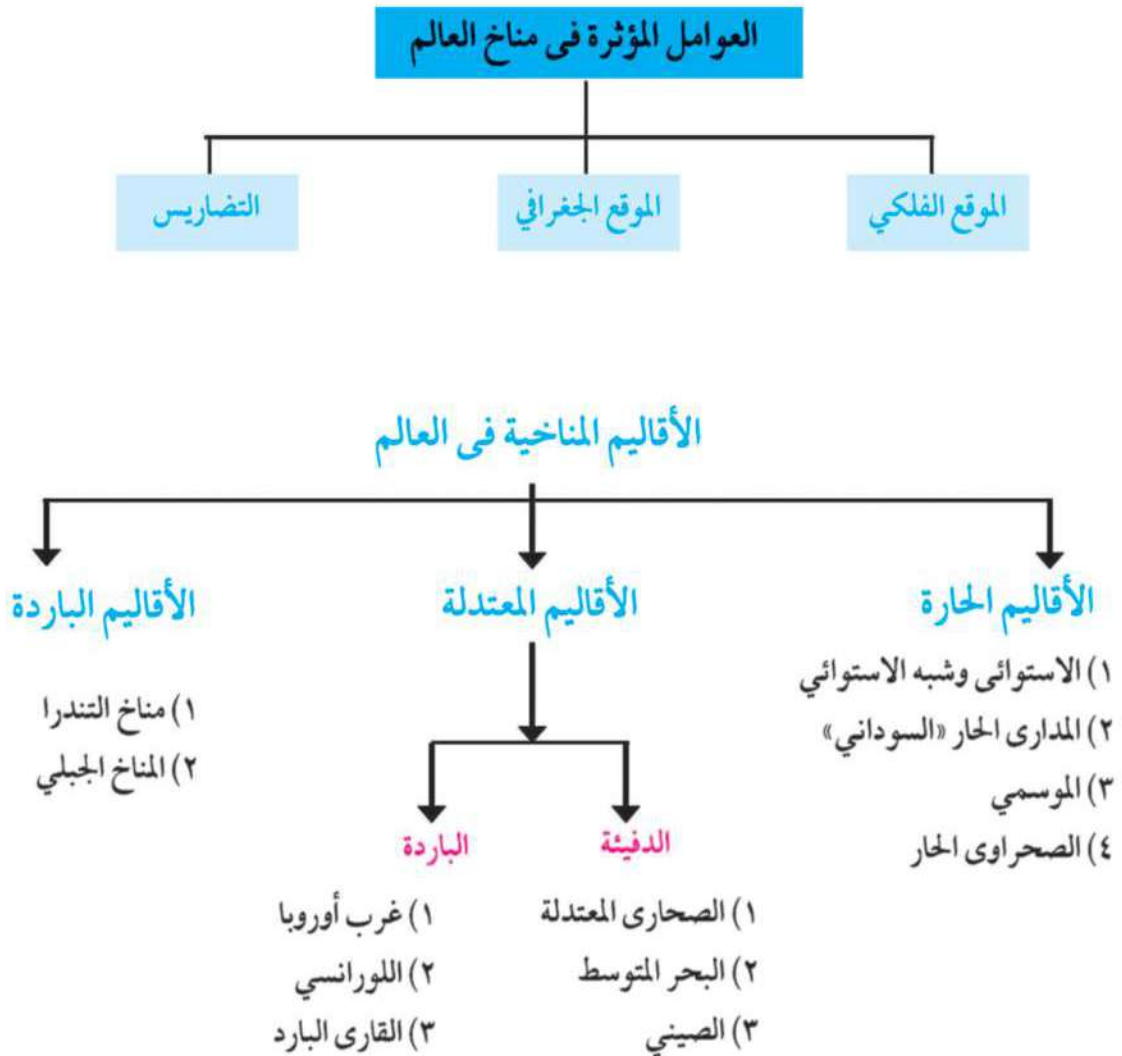 العوامل المؤثرة فى مناخ العالم
الموقع الفلكي
الموقع الجغرافي
التضاريس
الأقاليم المناخية فى العالم
الأقاليم الحارة
١) الاستوائى وشبه الاستوائي
٢) المدارى الحار «السوداني»
٣) الموسمي
٤) الصحراوى الحار
الأقاليم المعتدلة
الدفيئة
١) الصحارى المعتدلة
٢) البحر المتوسط
٣) الصيني
الباردة
١) غرب أوروبا
٢) اللورانسي
٣) القارى البارد
الأقاليم الباردة
١) مناخ التندرا
٢) المناخ الجبلي